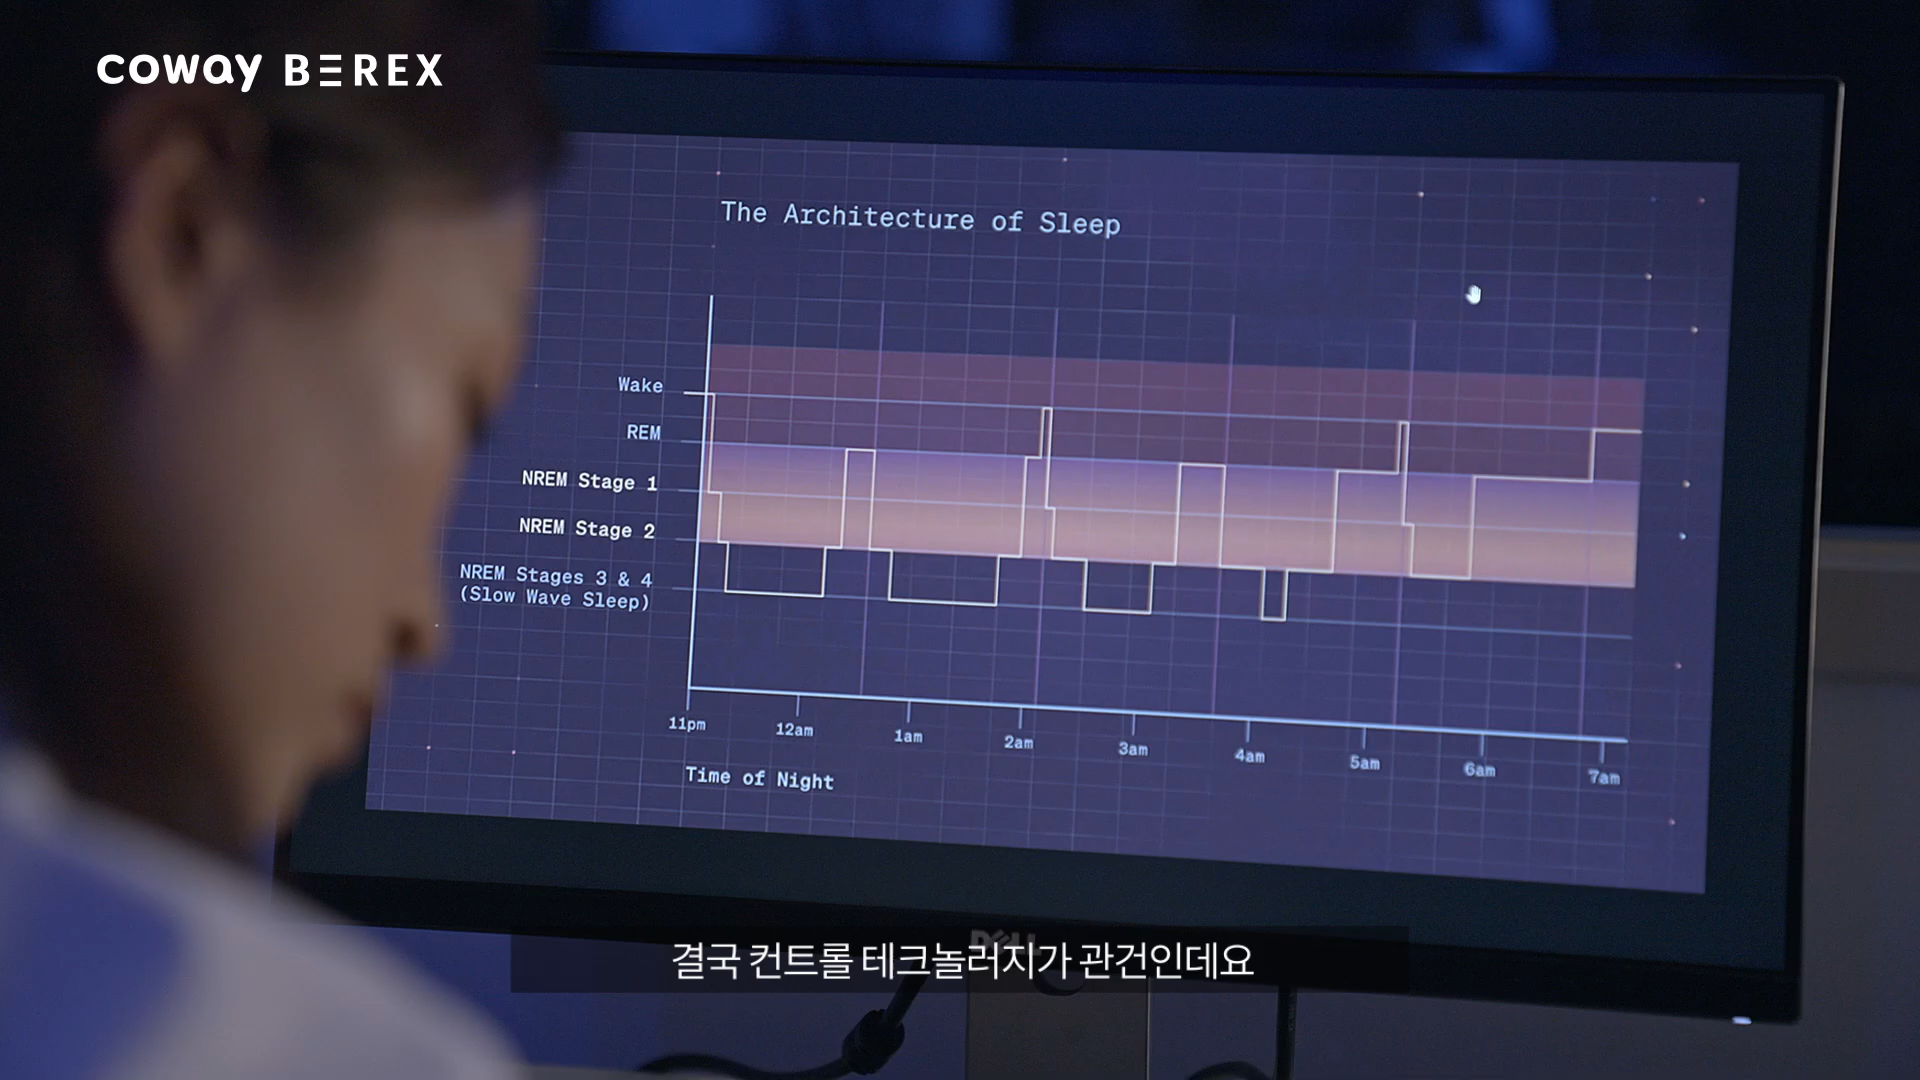 coway BEREX
The Architecture of Sleep
Wake
REM
NREM Stage 1
NREM Stage 2
NREM Stages 3 & 4
(Slow Wave Sleep)
11pm
12am
1am
2am
3am
4am
5am
6am
7am
Time of Night
DELL
결국 컨트롤 테크놀러지가 관건인데요